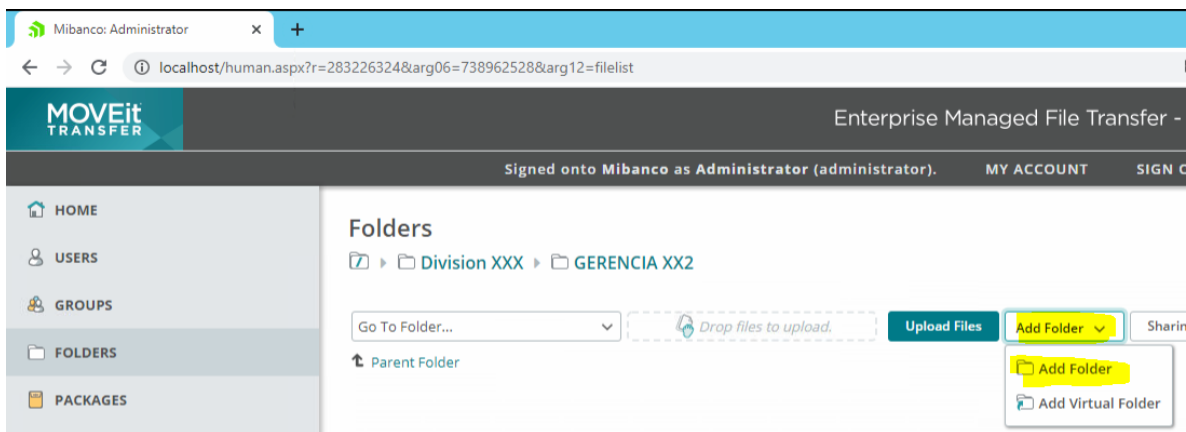 Mibanco: Administrator
localhost/human.aspx?r=283226324&arg06=738962528&arg12=filelist
MOVEit
TRANSFER
Enterprise Managed File Transfer -
Signed onto Mibanco as Administrator (administrator). MY ACCOUNT SIGN
HOME
USERS
GROUPS
FOLDERS
PACKAGES
Folders
Division XXX GERENCIA XX2
Go To Folder... Drop files to upload. Upload Files Add Folder Sharin
Parent Folder
Add Folder
Add Virtual Folder